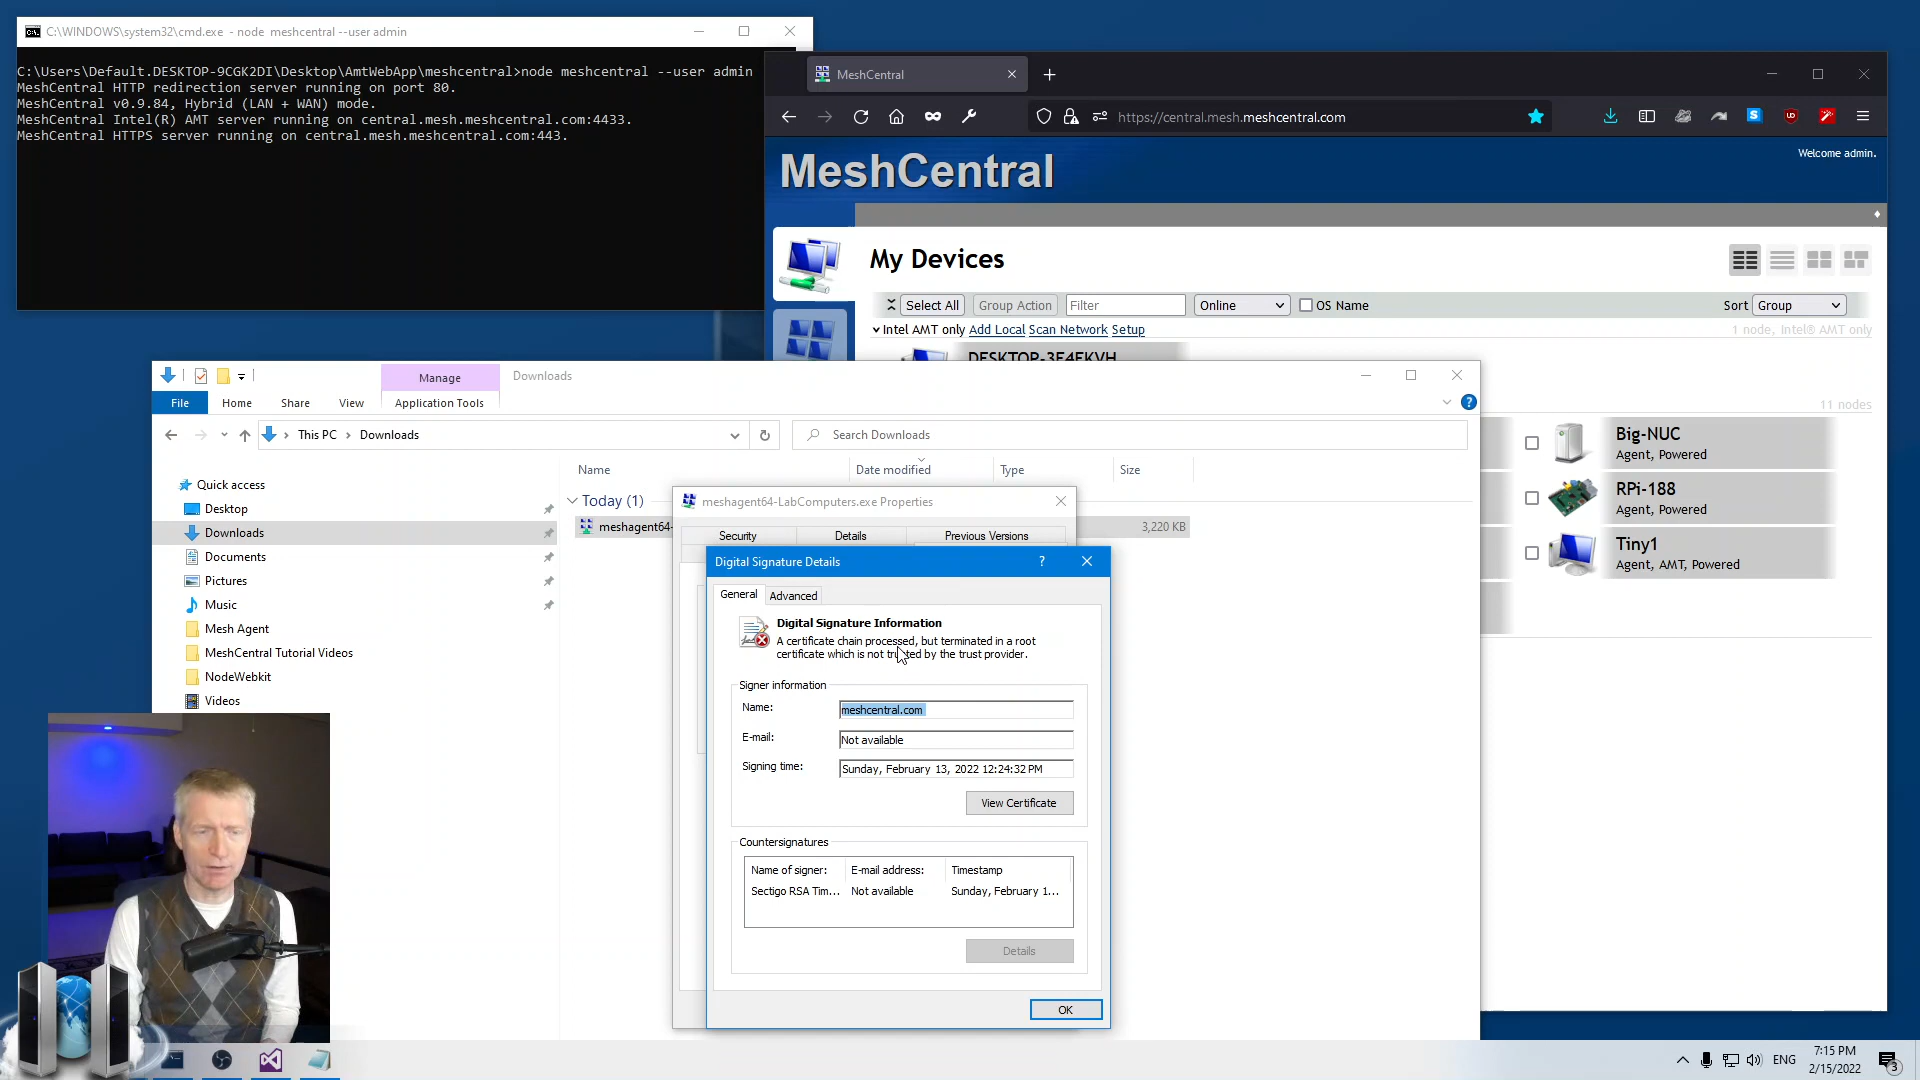 C:\WINDOWS\system32\cmd.exe - node meshcentral --user admin
C:\Users\Default.DESKTOP-9CGK2DI\Desktop\AmtWebApp\meshcentral>node meshcentral --user admin
MeshCentral HTTP redirection server running on port 80.
MeshCentral v0.9.84, Hybrid (LAN + WAN) mode.
MeshCentral Intel(R) AMT server running on central.mesh.meshcentral.com:4433.
MeshCentral HTTPS server running on central.mesh.meshcentral.com:443.
MeshCentral
https://central.mesh.meshcentral.com
MeshCentral
Welcome admin.
My Devices
Select All Group Action Filter Online OS Name Sort Group
Intel AMT only Add Local Scan Network Setup 1 node, Intel® AMT only
DESKTOP-3F4FKVH
11 nodes
Big-NUC
Agent, Powered
RPi-188
Agent, Powered
Tiny1
Agent, AMT, Powered
Manage Downloads
File Home Share View Application Tools
This PC Downloads
Search Downloads
Name Date modified Type Size
Quick access
Desktop
Downloads
Documents
Pictures
Music
Mesh Agent
MeshCentral Tutorial Videos
NodeWebkit
Videos
Today (1)
meshagent64- 3,220 KB
meshagent64-LabComputers.exe Properties
Security Details Previous Versions
Digital Signature Details ?
General Advanced
Digital Signature Information
A certificate chain processed, but terminated in a root
certificate which is not trusted by the trust provider.
Signer information
Name: meshcentral.com
E-mail: Not available
Signing time: Sunday, February 13, 2022 12:24:32 PM
View Certificate
Countersignatures
Name of signer: E-mail address: Timestamp
Sectigo RSA Tim... Not available Sunday, February 1...
Details
OK
ENG
7:15 PM
2/15/2022
3